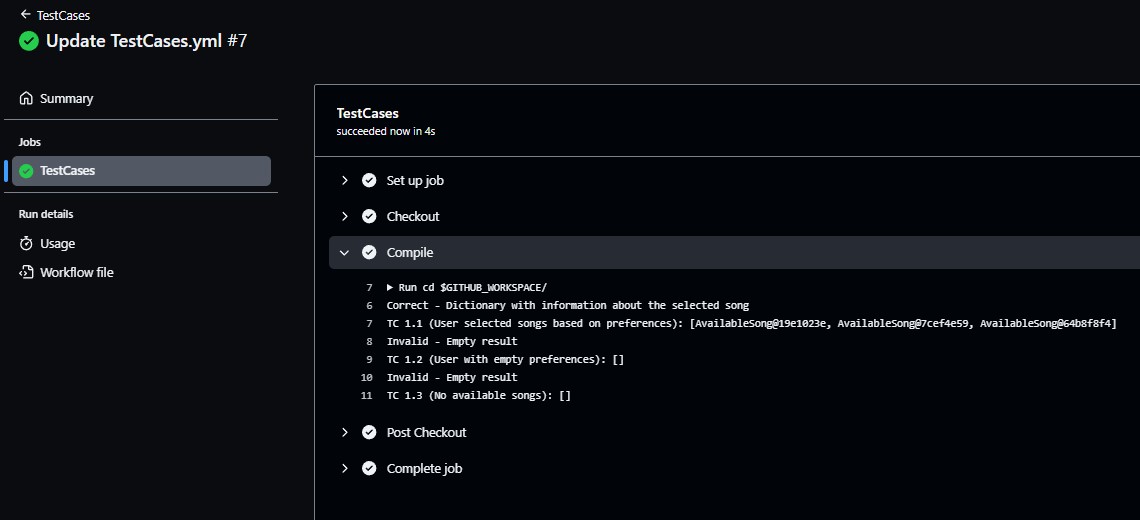 ← TestCases
Update TestCases.yml #7
Summary
Jobs
TestCases
Run details
Usage
Workflow file
TestCases
succeeded now in 4s
Set up job
Checkout
Compile
7 ▶ Run cd $GITHUB_WORKSPACE/
6 Correct - Dictionary with information about the selected song
7 TC 1.1 (User selected songs based on preferences): [AvailableSong@19e1023e, AvailableSong@7cef4e59, AvailableSong@64b8f8f4]
8 Invalid - Empty result
9 TC 1.2 (User with empty preferences): []
10 Invalid - Empty result
11 TC 1.3 (No available songs): []
Post Checkout
Complete job